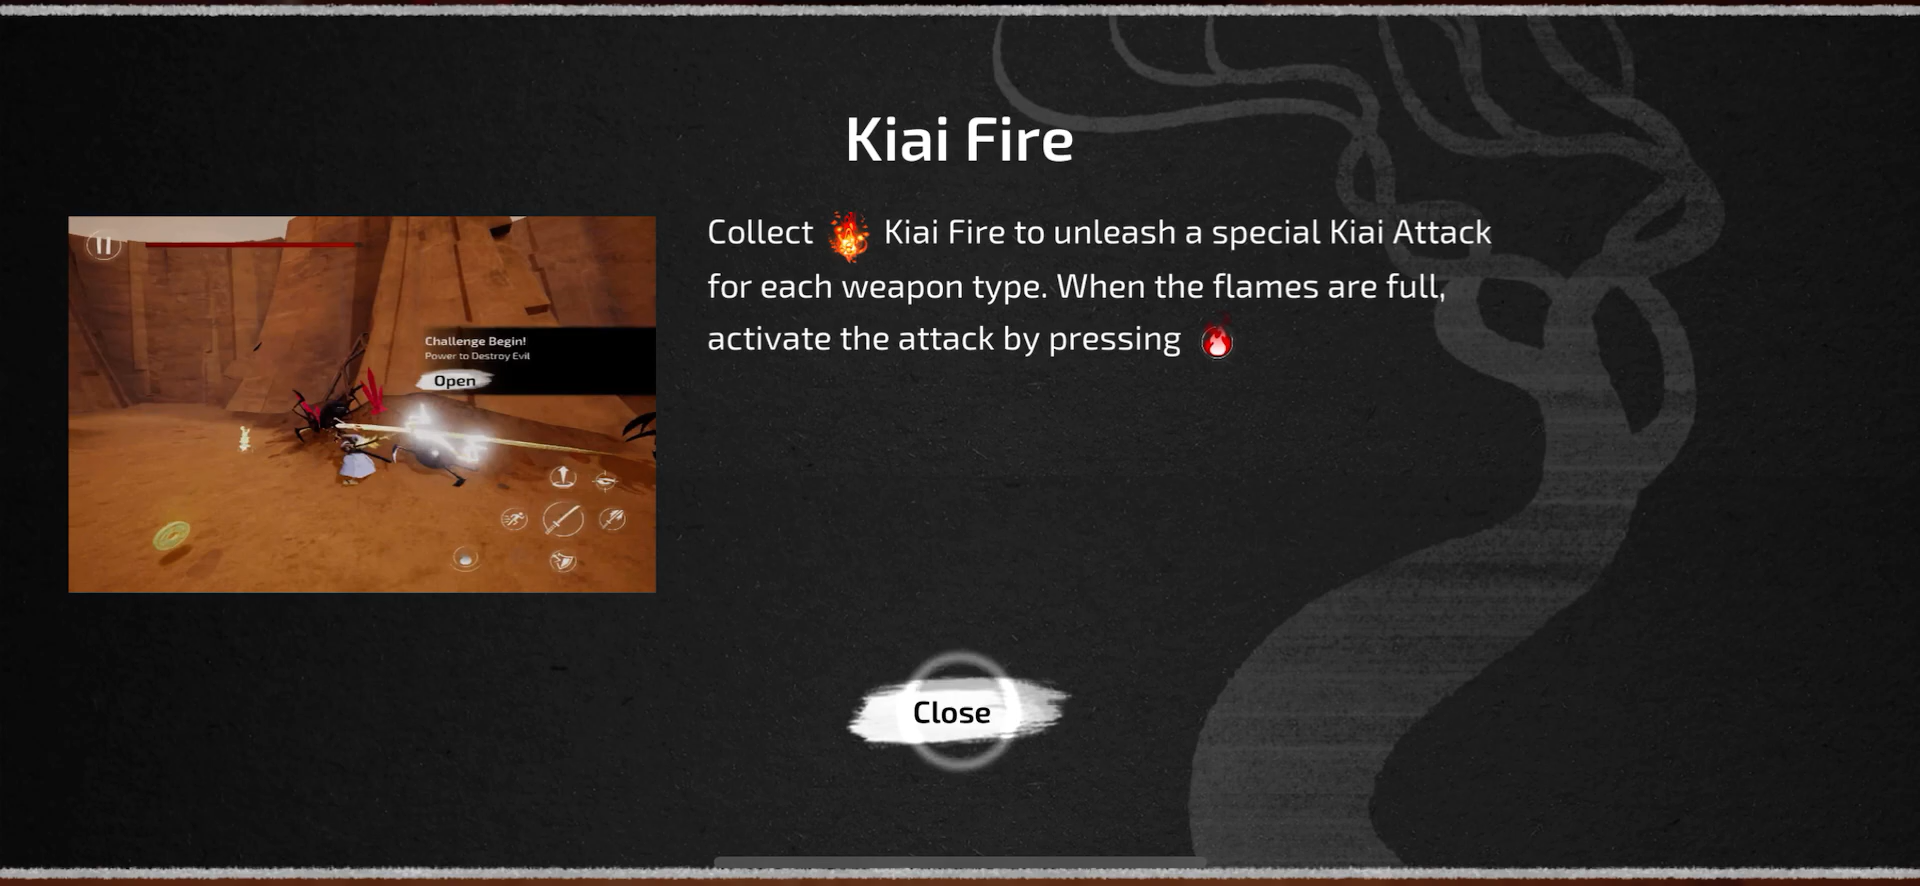 Kiai Fire
Collect Kiai Fire to unleash a special Kiai Attack
for each weapon type. When the flames are full,
activate the attack by pressing
Challenge Begin!
Power to Destroy Evil
Open
Close